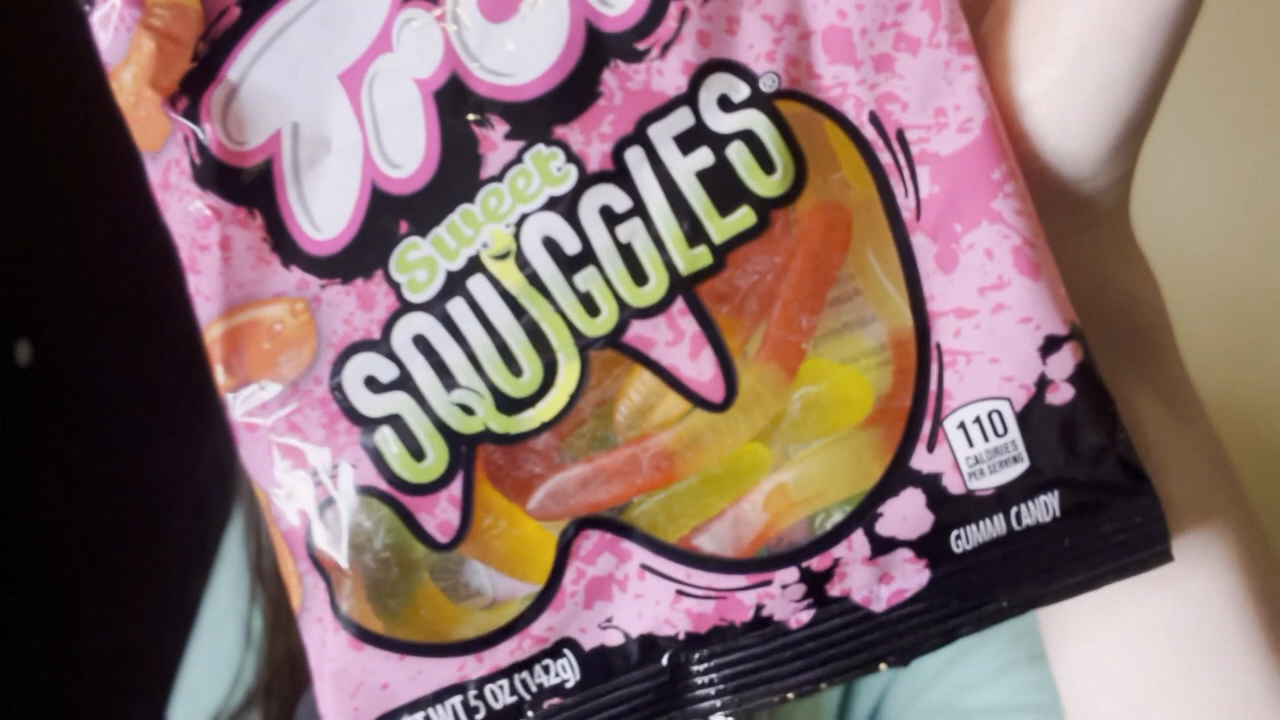 Sweet
SQUIGGLES®
110
CALORIES
PER SERVING
GUMMI CANDY
WT 5 OZ (142g)